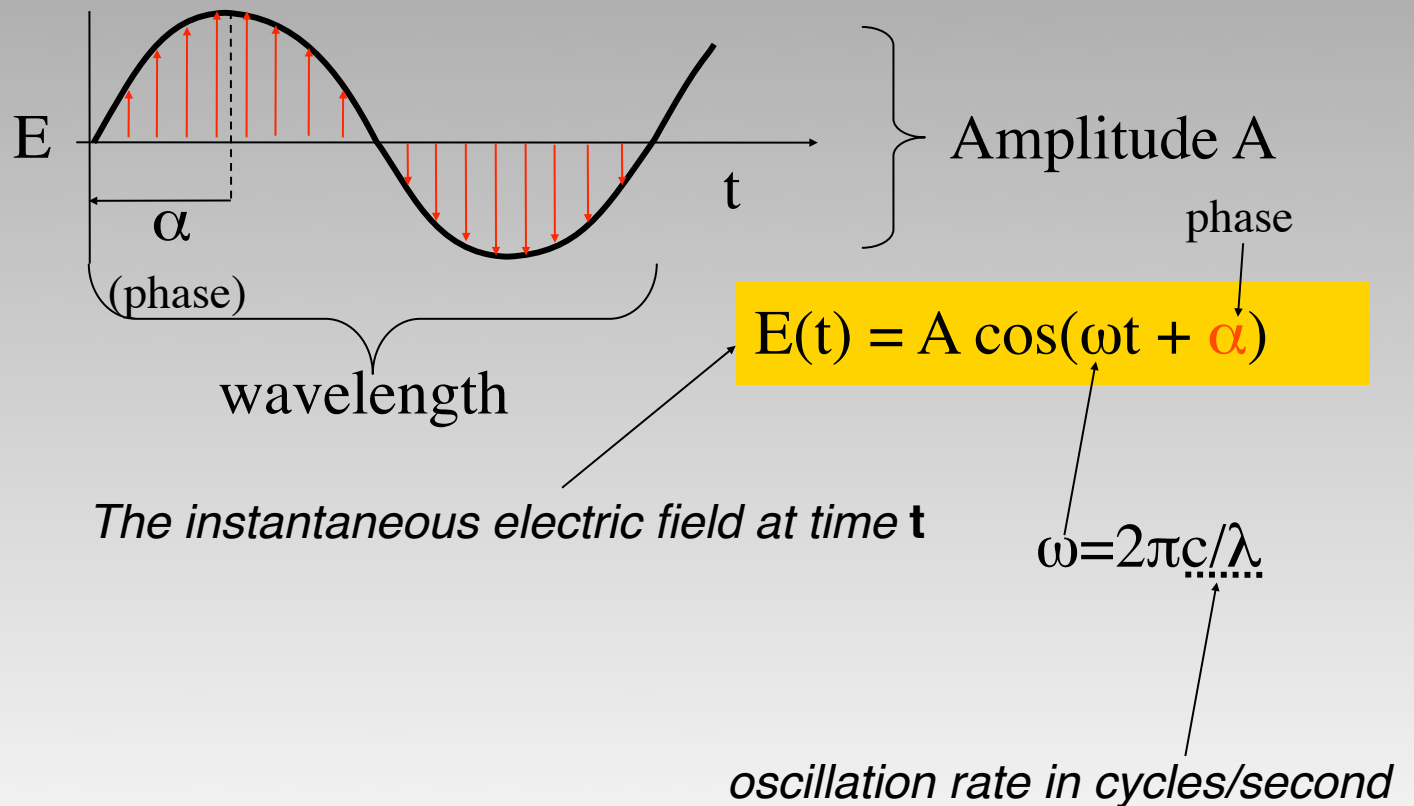 E
Amplitude A
t
α
phase
(phase)
E(t) = A cos(ωt + α)
wavelength
The instantaneous electric field at time t
ω=2πc/λ
oscillation rate in cycles/second